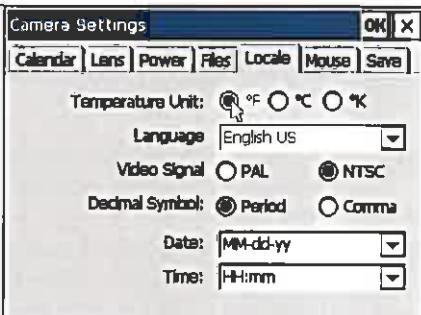 Camera Settings OK X
Calendar Lens Power Files Locale Mouse Save
Temperature Unit: °F °C °K
Language English US
Video Signal PAL NTSC
Decimal Symbol: Period Comma
Date: MM-dd-yy
Time: HH:mm